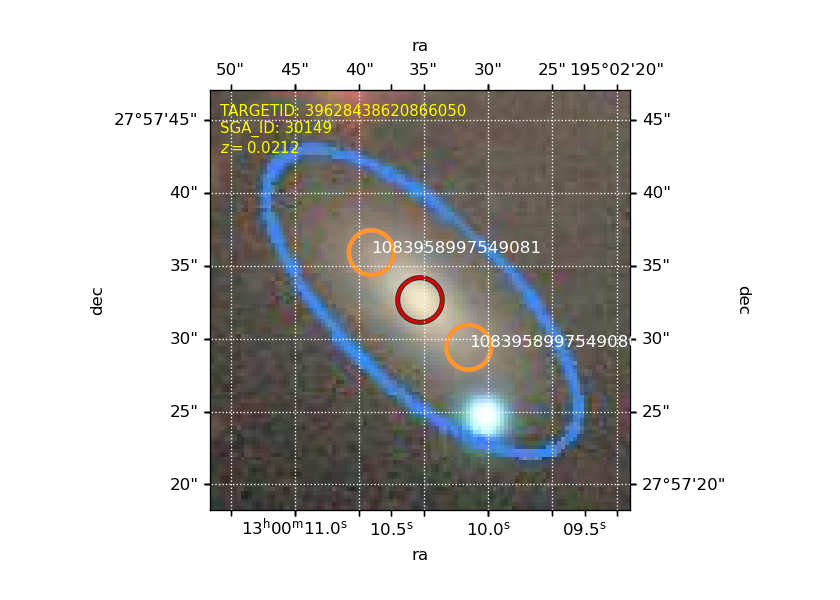 ra
50" 45" 40" 35" 30" 25" 195°02'20"
27°57'45" 45"
TARGETID: 39628438620866050
SGA_ID: 30149
z = 0.0212
40" 40"
1083958997549081
35" 35"
dec dec
30" 30"
108395899754908
25" 25"
20" 27°57'20"
13h00m11.0s 10.5s 10.0s 09.5s
ra